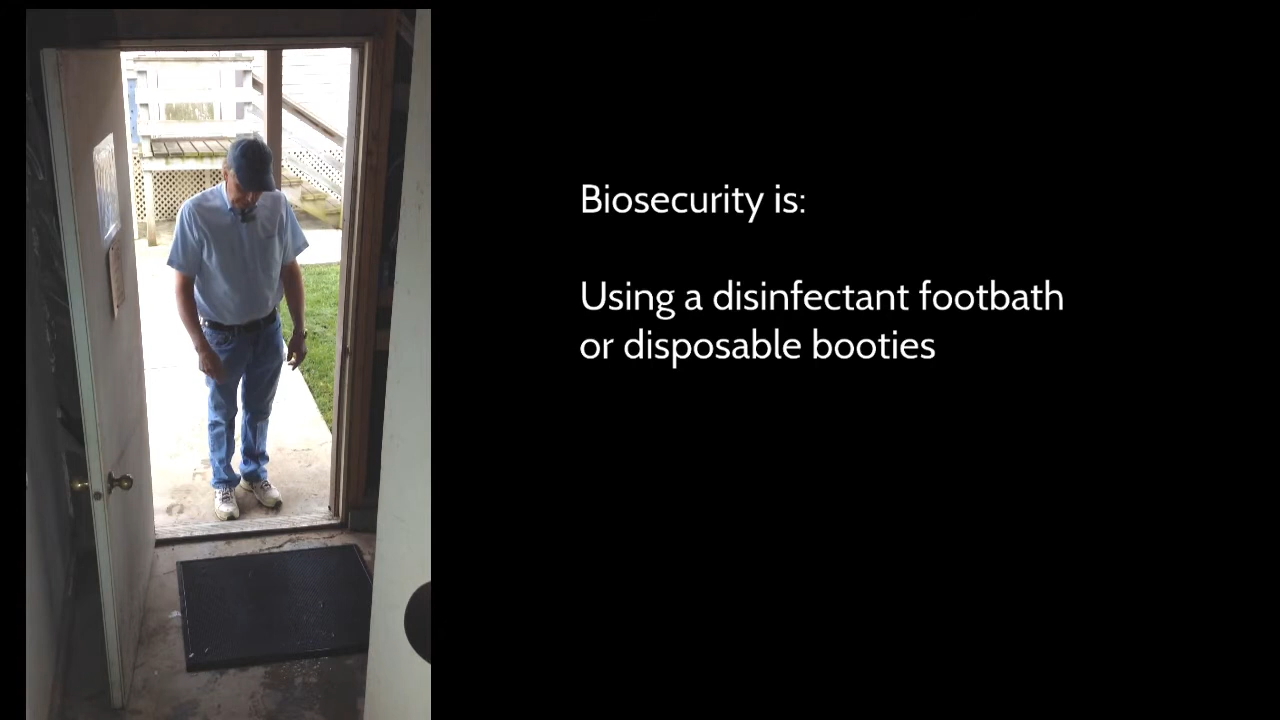 Biosecurity is:
Using a disinfectant footbath
or disposable booties